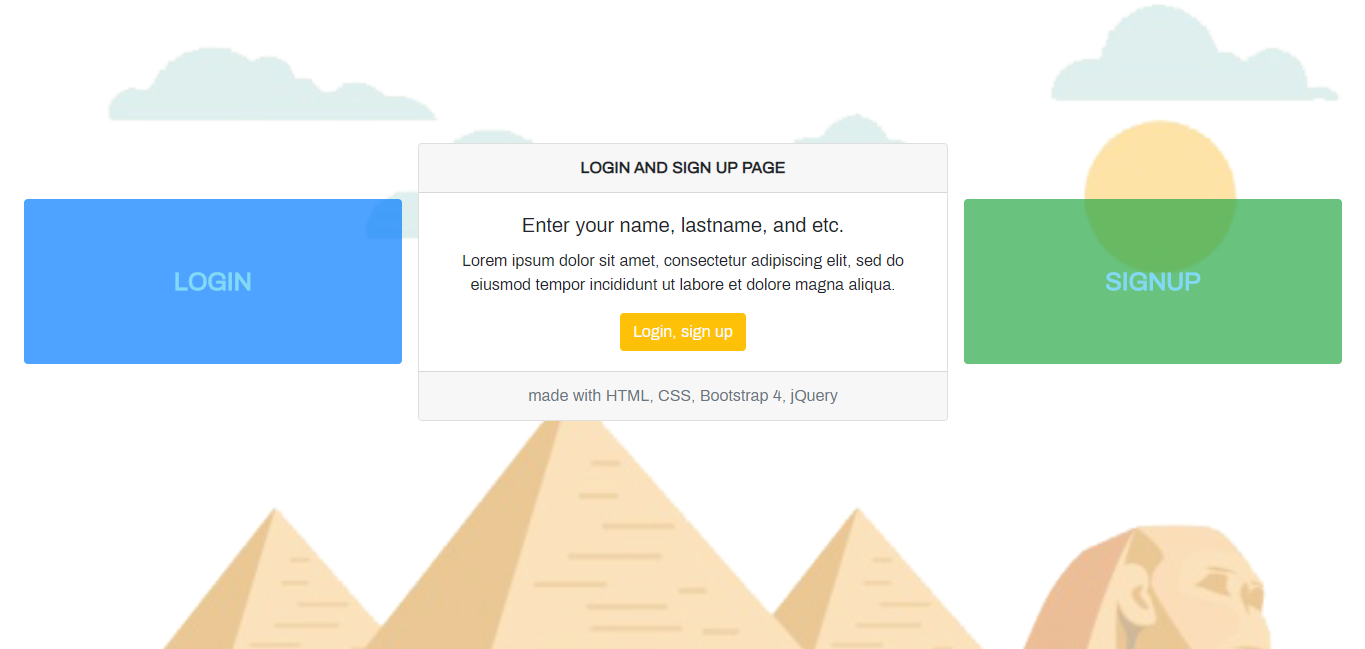 LOGIN AND SIGN UP PAGE
Enter your name, lastname, and etc.
Lorem ipsum dolor sit amet, consectetur adipiscing elit, sed do
eiusmod tempor incididunt ut labore et dolore magna aliqua.
Login, sign up
made with HTML, CSS, Bootstrap 4, jQuery
LOGIN
SIGNUP